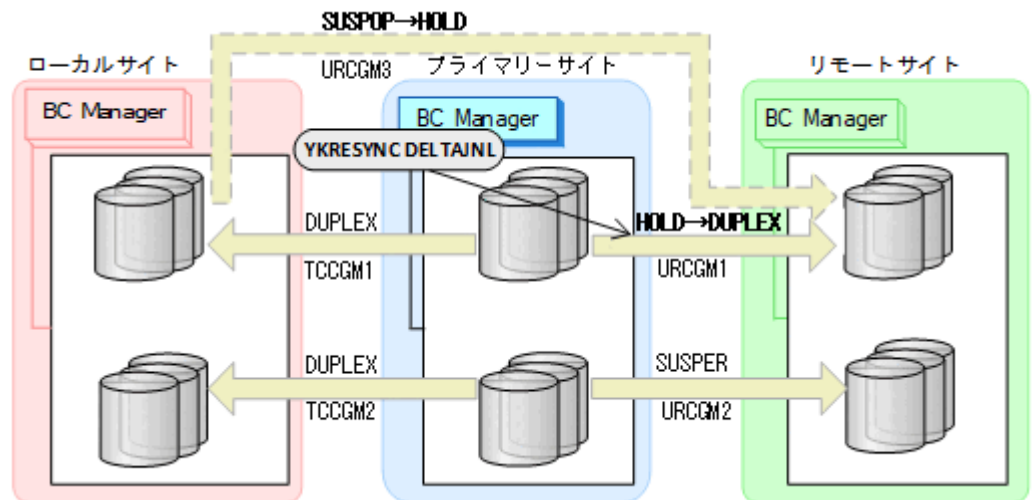 SUSPOP→HOLD
ローカルサイト
URCGM3
プライマリーサイト
リモートサイト
BC Manager
BC Manager
BC Manager
YKRESYNC DELTAJNL
DUPLEX
HOLD→DUPLEX
TCCGM1
URCGM1
DUPLEX
SUSPER
TCCGM2
URCGM2